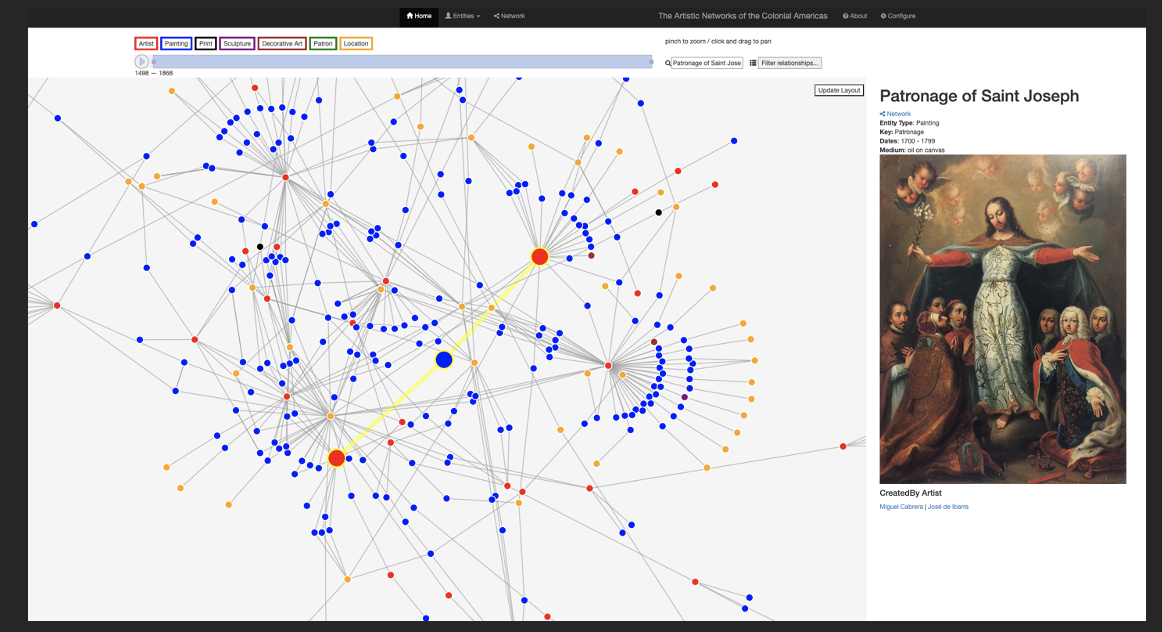 Home Entities Network The Artistic Networks of the Colonial Americas About Configure
Artist Painting Print Sculpture Decorative Art Patron Location
pinch to zoom / click and drag to pan
Patronage of Saint Jose Filter relationships...
1498 — 1868
Update Layout
Patronage of Saint Joseph
Network
Entity Type: Painting
Key: Patronage
Dates: 1700 - 1799
Medium: oil on canvas
CreatedBy Artist
Miguel Cabrera | José de Ibarra